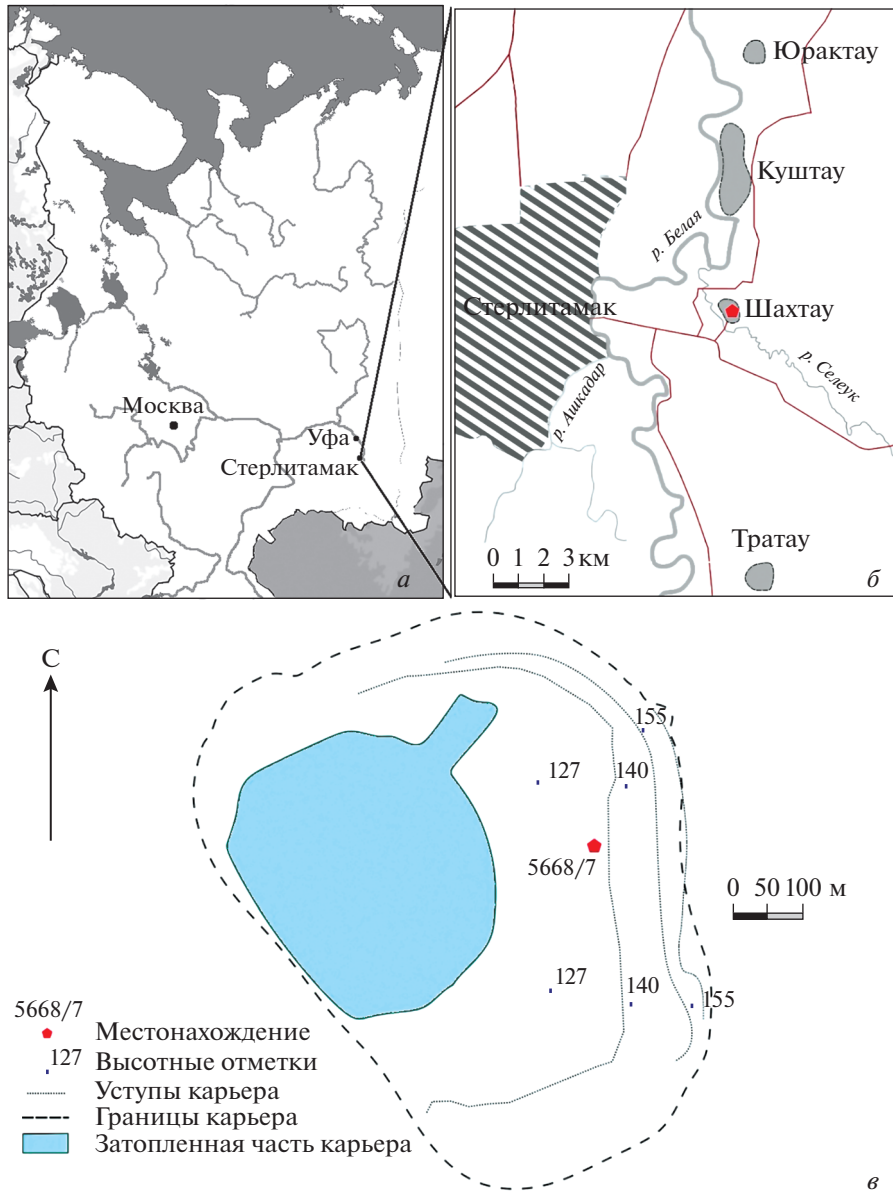 Москва
Уфа
Стерлитамак
а
Юрактау
Куштау
р. Белая
Стерлитамак
Шахтау
р. Селеук
р. Ашкадар
Тратау
0 1 2 3 км
б
С
155
127
140
5668/7
0 50 100 м
127
140
155
5668/7
Местонахождение
127
Высотные отметки
Уступы карьера
Границы карьера
Затопленная часть карьера
в